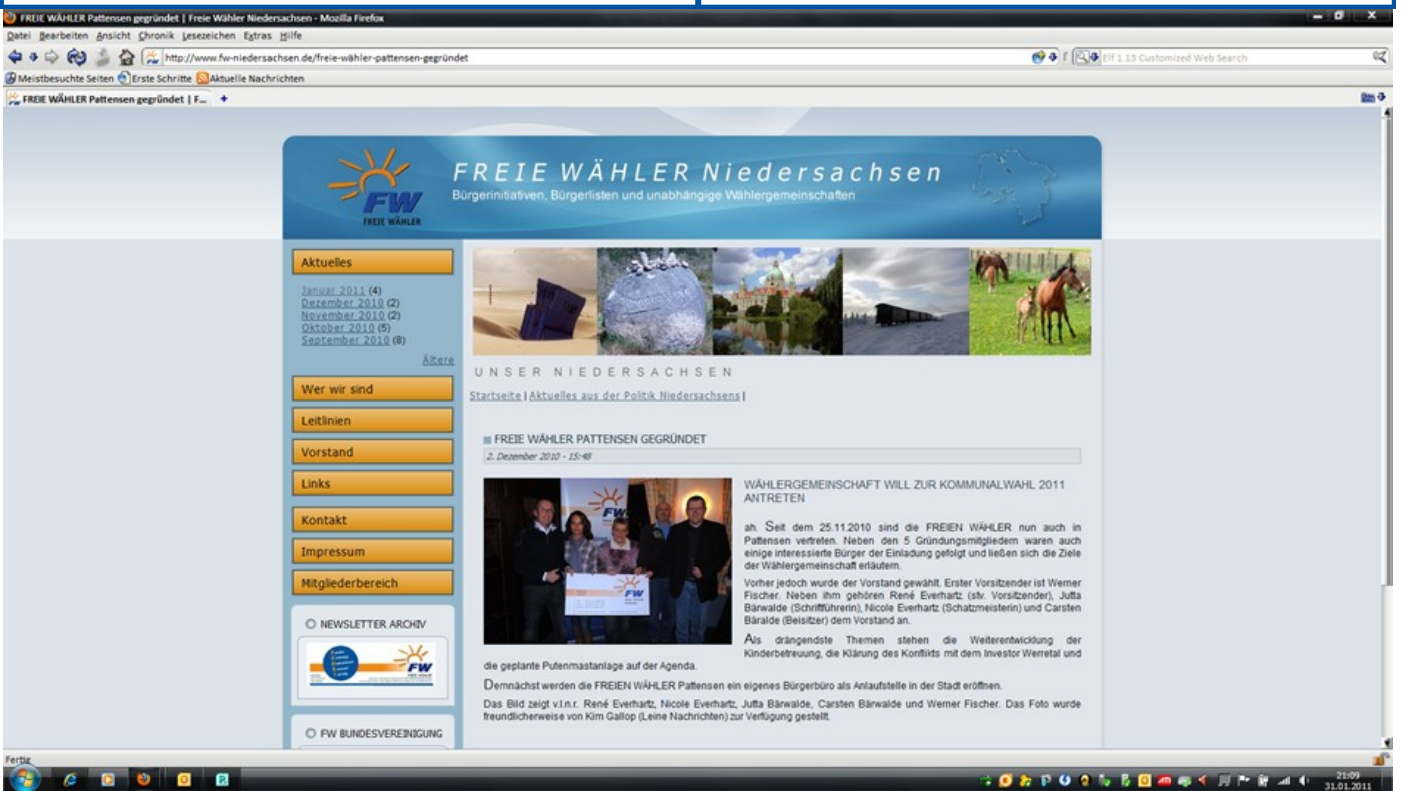 FREIE WÄHLER Pattensen gegründet | Freie Wähler Niedersachsen - Mozilla Firefox
Datei Bearbeiten Ansicht Chronik Lesezeichen Extras Hilfe
http://www.fw-niedersachsen.de/freie-wähler-pattensen-gegründet
Elf 1.13 Customized Web Search
Meistbesuchte Seiten Erste Schritte Aktuelle Nachrichten
FREIE WÄHLER Pattensen gegründet | F...
FREIE WÄHLER Niedersachsen
Bürgerinitiativen, Bürgerlisten und unabhängige Wählergemeinschaften
FW
FREIE WÄHLER
Aktuelles
Januar 2011 (4)
Dezember 2010 (2)
November 2010 (2)
Oktober 2010 (5)
September 2010 (8)
Ältere
Wer wir sind
Leitlinien
Vorstand
Links
Kontakt
Impressum
Mitgliederbereich
NEWSLETTER ARCHIV
FW
FW BUNDESVEREINIGUNG
UNSER NIEDERSACHSEN
Startseite | Aktuelles aus der Politik Niedersachsens |
FREIE WÄHLER PATTENSEN GEGRÜNDET
2. Dezember 2010 - 15:48
FW
FW
WÄHLERGEMEINSCHAFT WILL ZUR KOMMUNALWAHL 2011
ANTRETEN
ah. Seit dem 25.11.2010 sind die FREIEN WÄHLER nun auch in
Pattensen vertreten. Neben den 5 Gründungsmitgliedern waren auch
einige interessierte Bürger der Einladung gefolgt und ließen sich die Ziele
der Wählergemeinschaft erläutern.
Vorher jedoch wurde der Vorstand gewählt. Erster Vorsitzender ist Werner
Fischer. Neben ihm gehören René Everhartz (stv. Vorsitzender), Jutta
Bärwalde (Schriftführerin), Nicole Everhartz (Schatzmeisterin) und Carsten
Bäralde (Beisitzer) dem Vorstand an.
Als drängendste Themen stehen die Weiterentwicklung der
Kinderbetreuung, die Klärung des Konflikts mit dem Investor Werretal und
die geplante Putenmastanlage auf der Agenda.
Demnächst werden die FREIEN WÄHLER Pattensen ein eigenes Bürgerbüro als Anlaufstelle in der Stadt eröffnen.
Das Bild zeigt v.l.n.r. René Everhartz, Nicole Everhartz, Jutta Bärwalde, Carsten Bärwalde und Werner Fischer. Das Foto wurde
freundlicherweise von Kim Gallop (Leine Nachrichten) zur Verfügung gestellt.
Fertig
21:09
31.01.2011